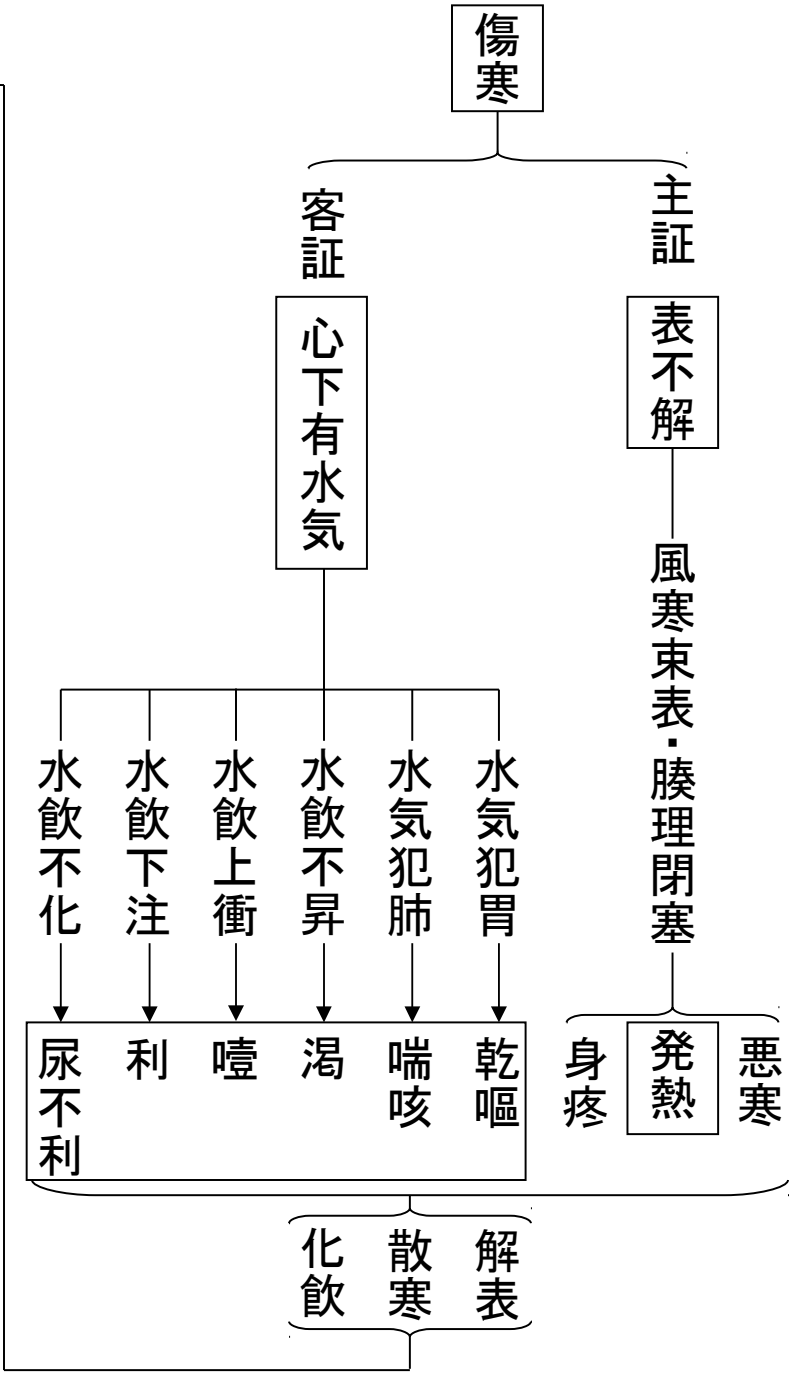 傷寒
主証
表不解
風寒束表・腠理閉塞
悪寒
発熱
身疼
客証
心下有水気
水気犯胃
乾嘔
水気犯肺
喘咳
水飲不昇
渇
水飲上衝
噎
水飲下注
利
水飲不化
尿不利
解表
散寒
化飲